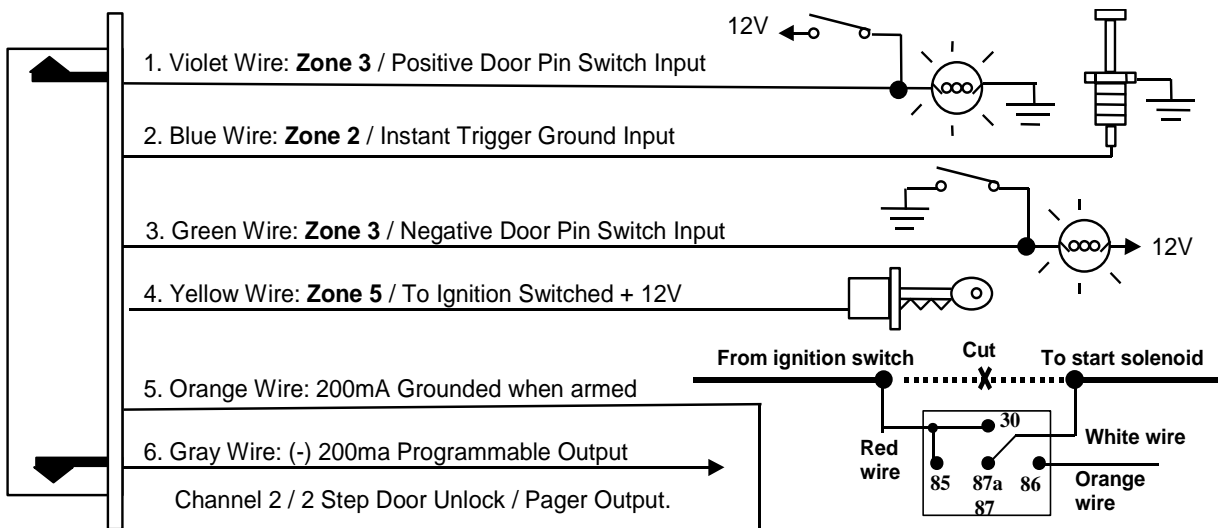 12V
1. Violet Wire: Zone 3 / Positive Door Pin Switch Input
2. Blue Wire: Zone 2 / Instant Trigger Ground Input
3. Green Wire: Zone 3 / Negative Door Pin Switch Input
12V
4. Yellow Wire: Zone 5 / To Ignition Switched + 12V
From ignition switch
Cut
To start solenoid
5. Orange Wire: 200mA Grounded when armed
6. Gray Wire: (-) 200ma Programmable Output
Channel 2 / 2 Step Door Unlock / Pager Output.
Red
wire
30
White wire
85
87a
86
87
Orange
wire